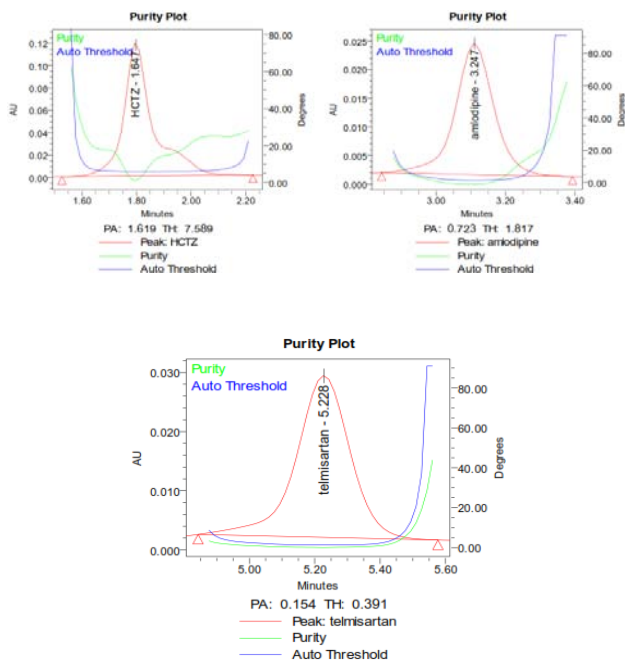 Purity Plot
Purity
Auto Threshold
0.12
0.10
0.08
0.06
0.04
0.02
0.00
AU
HCTZ - 1.647
80.00
60.00
40.00
20.00
0.00
Degrees
1.60 1.80 2.00 2.20
Minutes
PA: 1.619 TH: 7.589
Peak: HCTZ
Purity
Auto Threshold
Purity Plot
Purity
Auto Threshold
0.025
0.020
0.015
0.010
0.005
0.000
AU
amlodipine - 3.247
80.00
60.00
40.00
20.00
0.00
Degrees
3.00 3.20 3.40
Minutes
PA: 0.723 TH: 1.817
Peak: amlodipine
Purity
Auto Threshold
Purity Plot
Purity
Auto Threshold
0.030
0.020
0.010
0.000
AU
telmisartan - 5.228
80.00
60.00
40.00
20.00
0.00
Degrees
5.00 5.20 5.40 5.60
Minutes
PA: 0.154 TH: 0.391
Peak: telmisartan
Purity
Auto Threshold